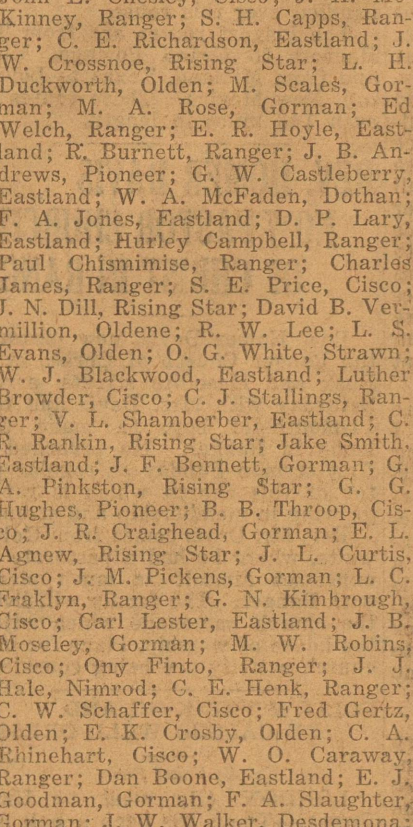 Kinney, Ranger; S. H. Capps, Ran-
ger; C. E. Richardson, Eastland; J.
W. Crossnoe, Rising Star; L. H.
Duckworth, Olden; M. Scales, Gor-
man; M. A. Rose, Gorman; Ed
Welch, Ranger; E. R. Hoyle, East-
land; R. Burnett, Ranger; J. B. An-
drews, Pioneer; G. W. Castleberry,
Eastland; W. A. McFaden, Dothan;
F. A. Jones, Eastland; D. P. Lary,
Eastland; Hurley Campbell, Ranger;
Paul Chismimise, Ranger; Charles
James, Ranger; S. E. Price, Cisco;
J. N. Dill, Rising Star; David B. Ver-
million, Oldene; R. W. Lee; L. S.
Evans, Olden; O. G. White, Strawn;
W. J. Blackwood, Eastland; Luther
Browder, Cisco; C. J. Stallings, Ran-
ger; V. L. Shamberber, Eastland; C.
R. Rankin, Rising Star; Jake Smith.
Eastland; J. F. Bennett, Gorman; G.
A. Pinkston, Rising Star; G. G.
Hughes, Pioneer; B. B. Throop, Cis-
co; J. R. Craighead, Gorman; E. L.
Agnew, Rising Star; J. L. Curtis,
Cisco; J. M. Pickens, Gorman; L. C.
Fraklyn, Ranger; G. N. Kimbrough,
Cisco; Carl Lester, Eastland; J. B.
Moseley, Gorman; M. W. Robins,
Cisco; Ony Finto, Ranger; J. J.
Hale, Nimrod; C. E. Henk, Ranger;
C. W. Schaffer, Cisco; Fred Gertz,
Olden; E. K. Crosby, Olden; C. A.
Rhinehart, Cisco; W. O. Caraway,
Ranger; Dan Boone, Eastland; E. J.
Goodman, Gorman; F. A. Slaughter,
Gorman; J. W. Walker, Desdemona;